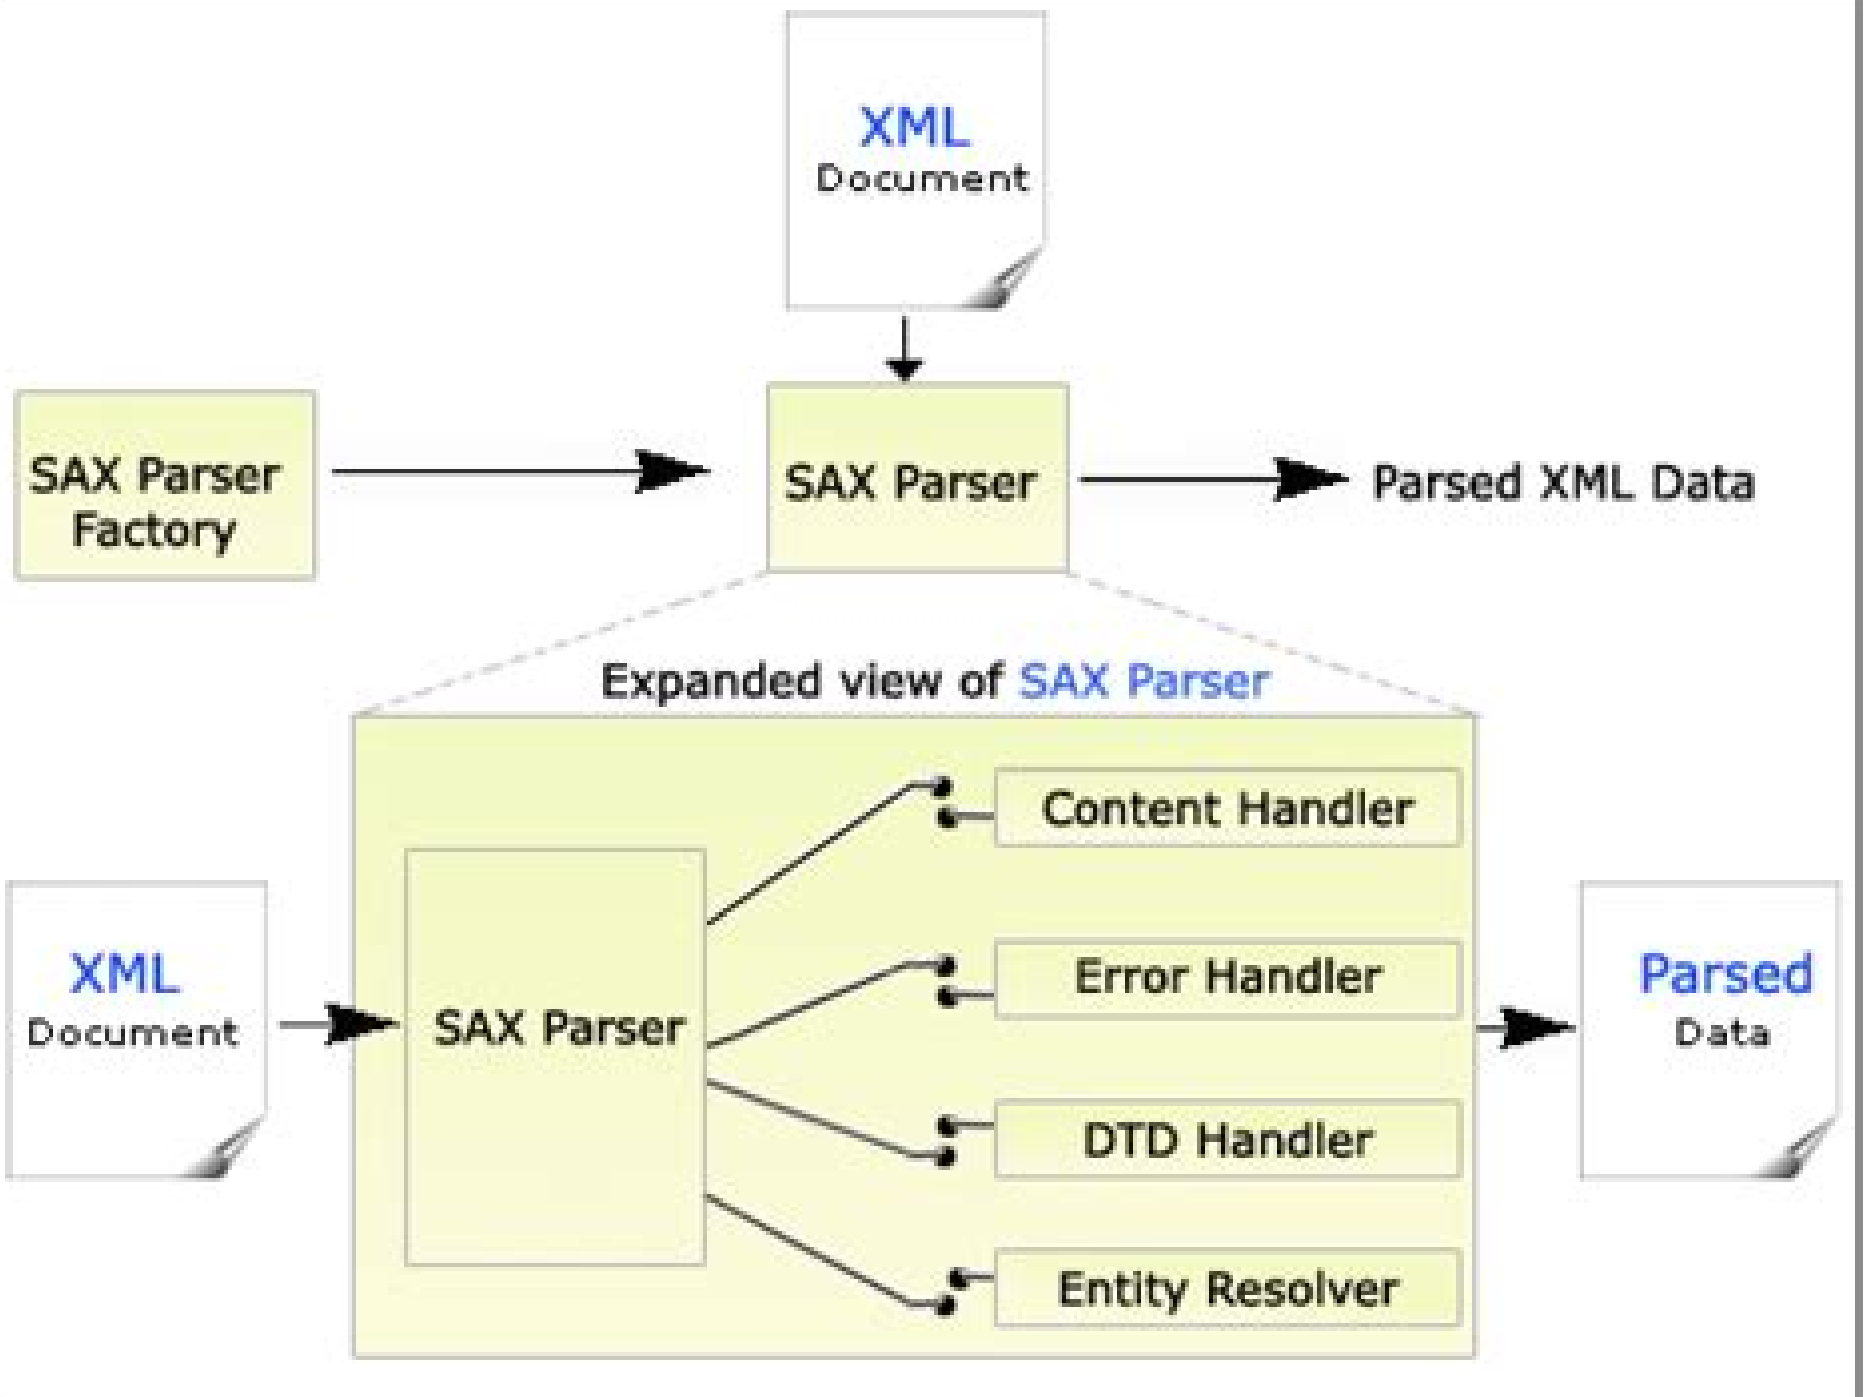 XML
Document
SAX Parser
Factory
SAX Parser
Parsed XML Data
Expanded view of SAX Parser
XML
Document
SAX Parser
Content Handler
Error Handler
DTD Handler
Entity Resolver
Parsed
Data